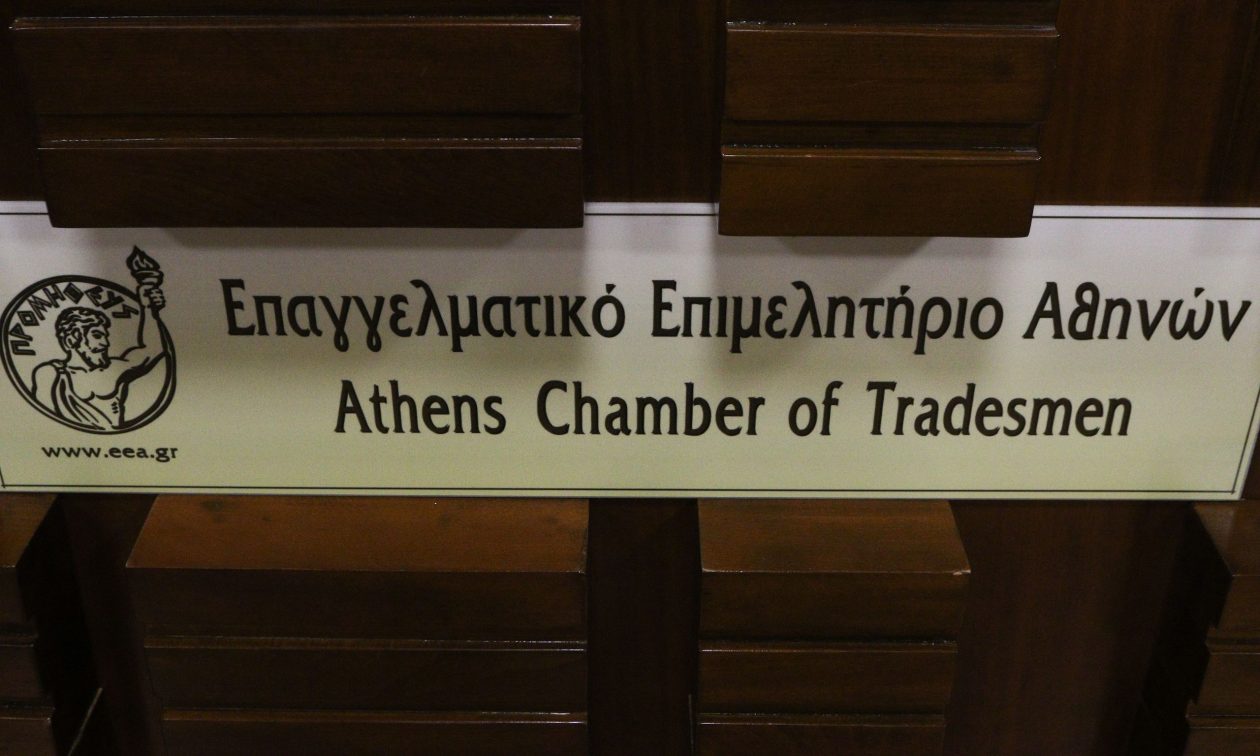 ΠΡΟΜΗΘΕΥΣ
Επαγγελματικό Επιμελητήριο Αθηνών
Athens Chamber of Tradesmen
www.eea.gr